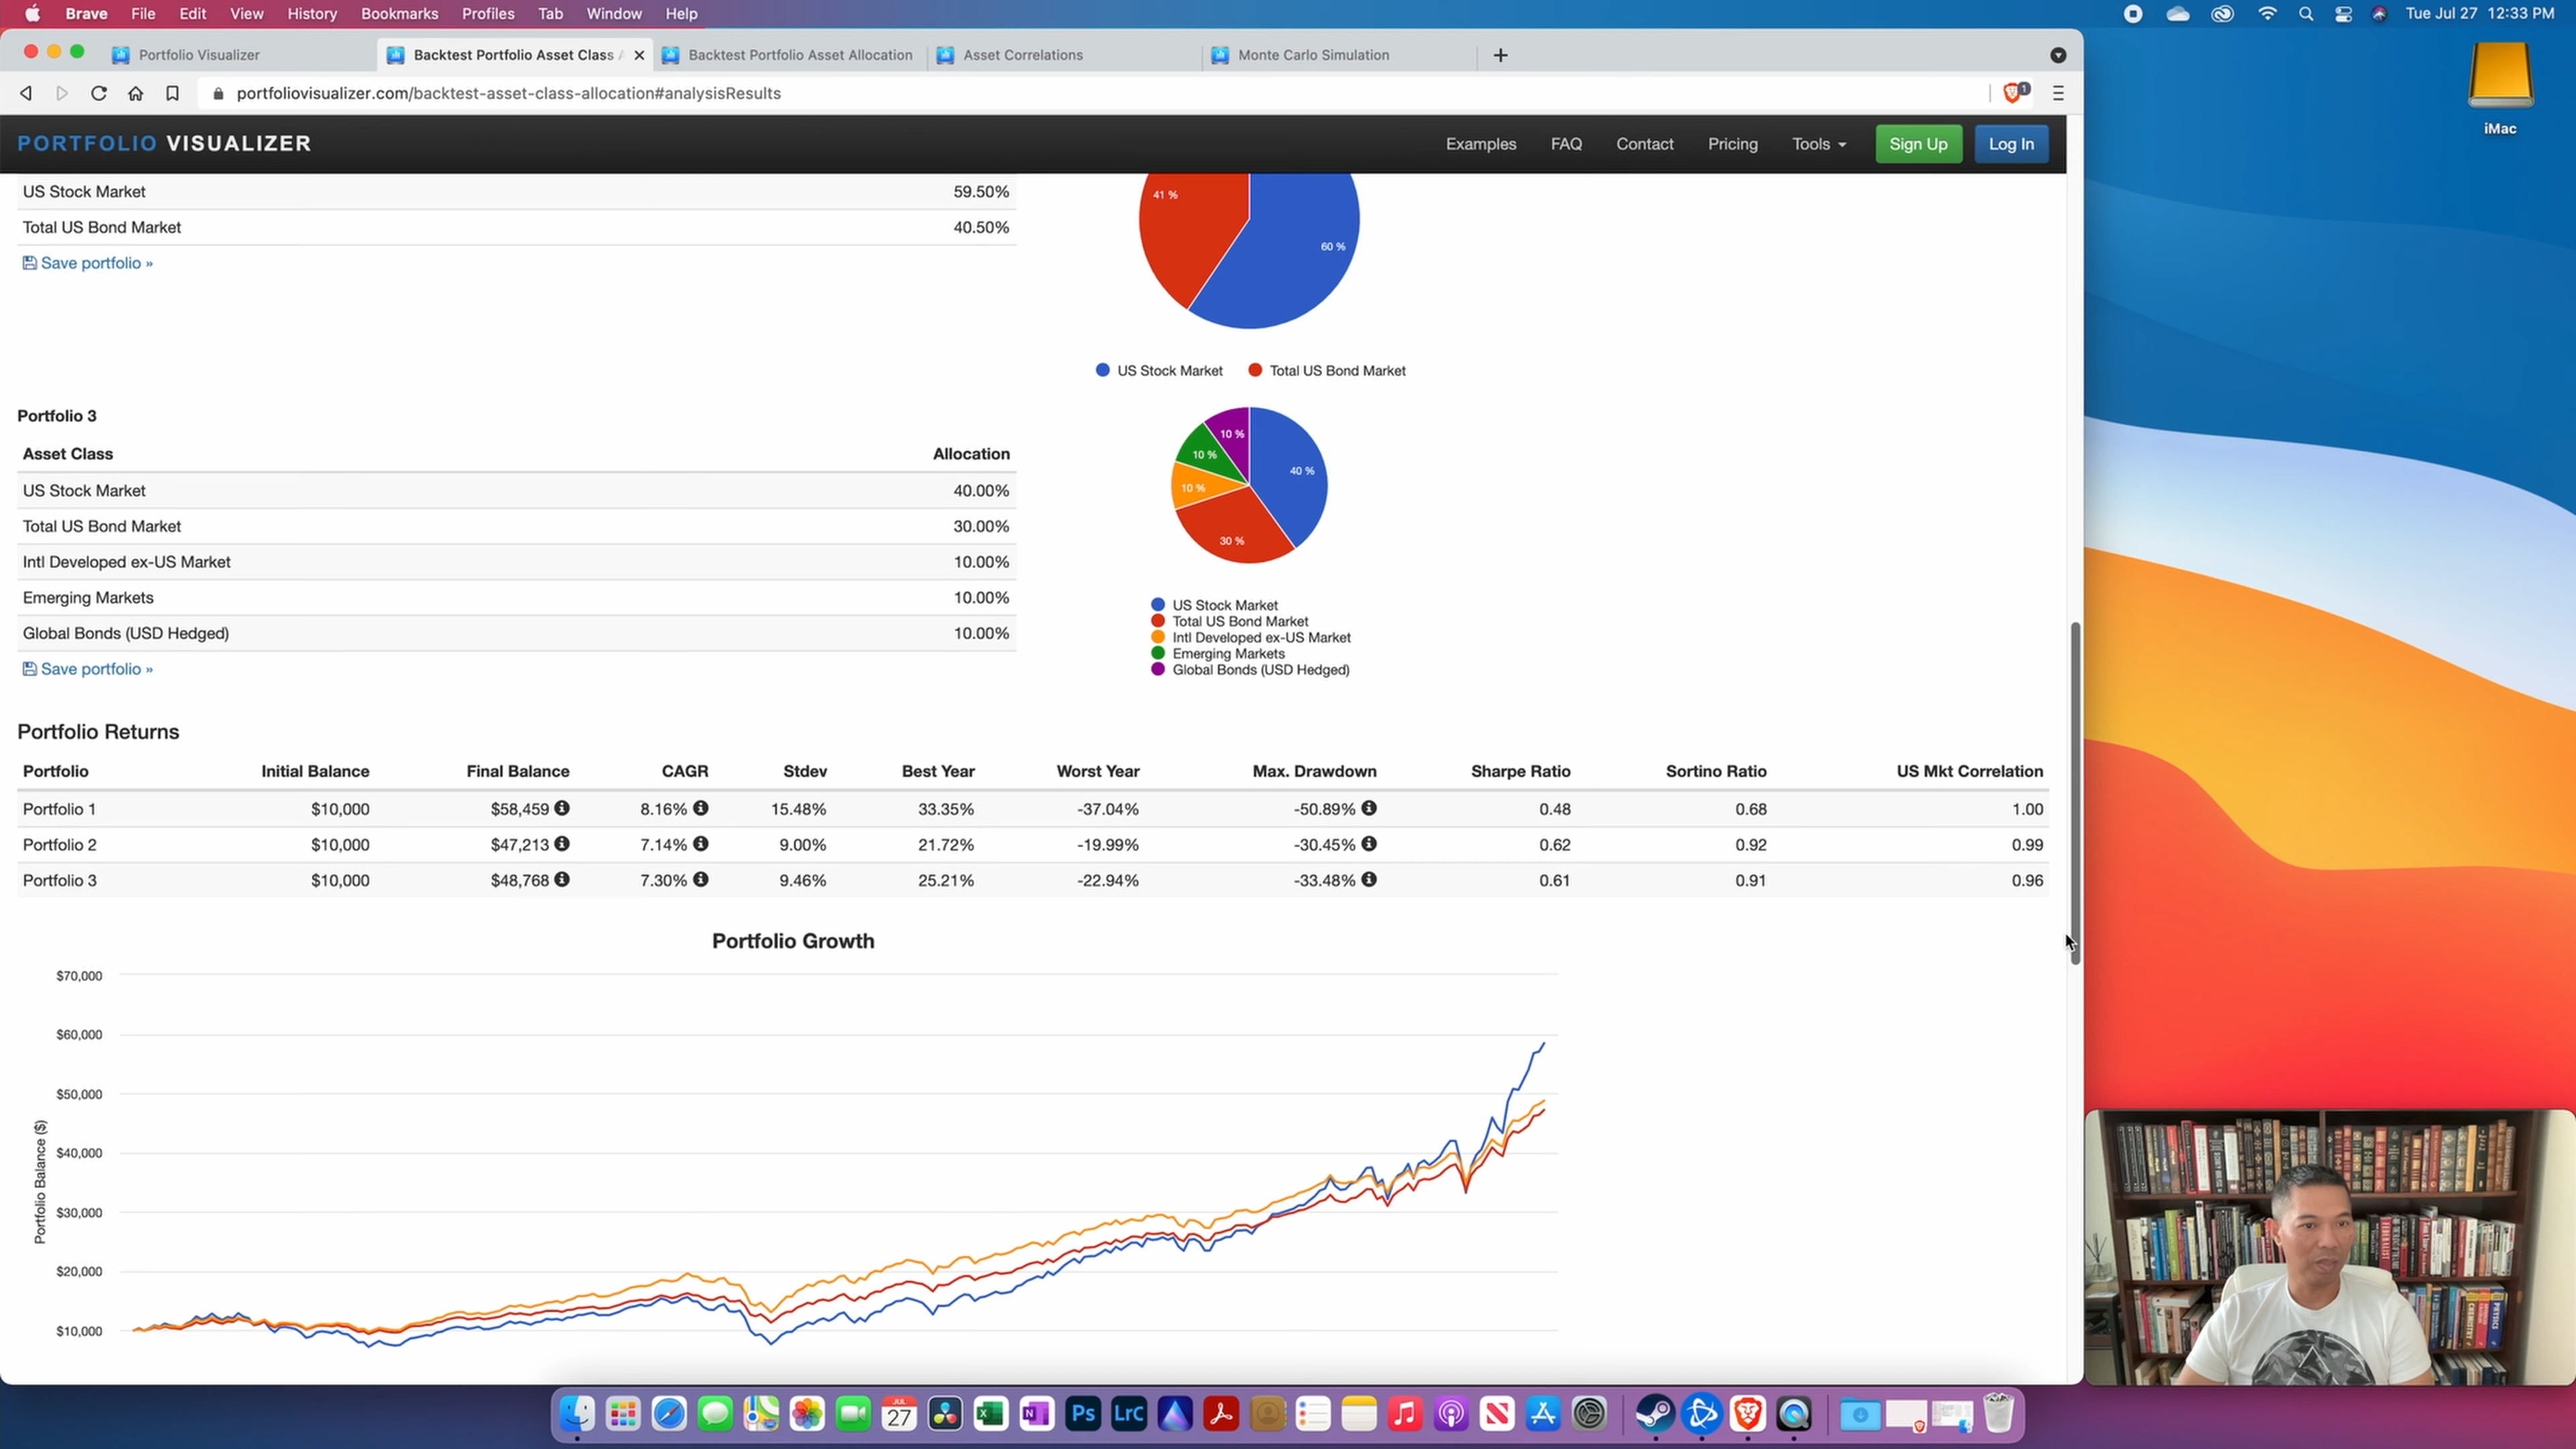 Brave File Edit View History Bookmarks Profiles Tab Window Help Tue Jul 27 12:33 PM
Portfolio Visualizer Backtest Portfolio Asset Class Backtest Portfolio Asset Allocation Asset Correlations Monte Carlo Simulation
portfoliovisualizer.com/backtest-asset-class-allocation#analysisResults 1
PORTFOLIO VISUALIZER Examples FAQ Contact Pricing Tools Sign Up Log In
iMac
US Stock Market 59.50%
Total US Bond Market 40.50%
Save portfolio »
41 %
60 %
US Stock Market Total US Bond Market
Portfolio 3
Asset Class Allocation
US Stock Market 40.00%
Total US Bond Market 30.00%
Intl Developed ex-US Market 10.00%
Emerging Markets 10.00%
Global Bonds (USD Hedged) 10.00%
Save portfolio »
10 %
10 %
40 %
10 %
30 %
US Stock Market
Total US Bond Market
Intl Developed ex-US Market
Emerging Markets
Global Bonds (USD Hedged)
Portfolio Returns
Portfolio Initial Balance Final Balance CAGR Stdev Best Year Worst Year Max. Drawdown Sharpe Ratio Sortino Ratio US Mkt Correlation
Portfolio 1 $10,000 $58,459 8.16% 15.48% 33.35% -37.04% -50.89% 0.48 0.68 1.00
Portfolio 2 $10,000 $47,213 7.14% 9.00% 21.72% -19.99% -30.45% 0.62 0.92 0.99
Portfolio 3 $10,000 $48,768 7.30% 9.46% 25.21% -22.94% -33.48% 0.61 0.91 0.96
Portfolio Growth
Portfolio Balance ($)
$70,000
$60,000
$50,000
$40,000
$30,000
$20,000
$10,000
JUL
27
Ps
LrC
CHEMISTRY
PHYSICS